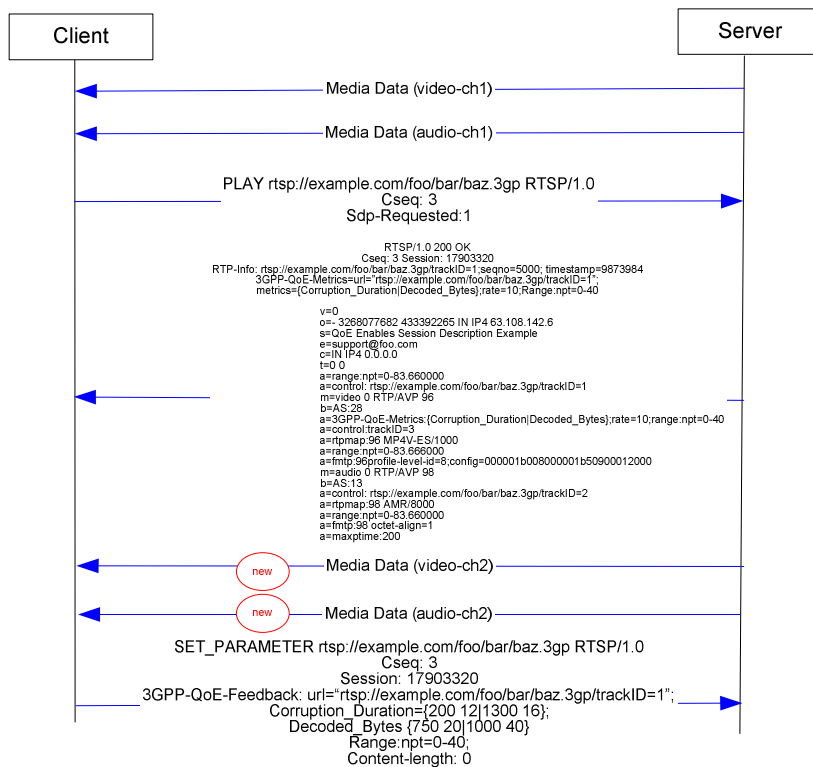 Client
Server
Media Data (video-ch1)
Media Data (audio-ch1)
PLAY rtsp://example.com/foo/bar/baz.3gp RTSP/1.0
Cseq: 3
Sdp-Requested:1
RTSP/1.0 200 OK
Cseq: 3 Session: 17903320
RTP-Info: rtsp://example.com/foo/bar/baz.3gp/trackID=1;seqno=5000; timestamp=9873984
3GPP-QoE-Metrics=url="rtsp://example.com/foo/bar/baz.3gp/trackID=1";
metrics={Corruption_Duration|Decoded_Bytes};rate=10;Range:npt=0-40
v=0
o=- 3268077682 433392265 IN IP4 63.108.142.6
s=QoE Enables Session Description Example
e=support@foo.com
c=IN IP4 0.0.0.0
t=0 0
a=range:npt=0-83.660000
a=control: rtsp://example.com/foo/bar/baz.3gp/trackID=1
m=video 0 RTP/AVP 96
b=AS:28
a=3GPP-QoE-Metrics:{Corruption_Duration|Decoded_Bytes};rate=10;range:npt=0-40
a=control:trackID=3
a=rtpmap:96 MP4V-ES/1000
a=range:npt=0-83.666000
a=fmtp:96profile-level-id=8;config=000001b008000001b50900012000
m=audio 0 RTP/AVP 98
b=AS:13
a=control: rtsp://example.com/foo/bar/baz.3gp/trackID=2
a=rtpmap:98 AMR/8000
a=range:npt=0-83.660000
a=fmtp:98 octet-align=1
a=maxptime:200
new
Media Data (video-ch2)
new
Media Data (audio-ch2)
SET_PARAMETER rtsp://example.com/foo/bar/baz.3gp RTSP/1.0
Cseq: 3
Session: 17903320
3GPP-QoE-Feedback: url=“rtsp://example.com/foo/bar/baz.3gp/trackID=1”;
Corruption_Duration={200 12|1300 16};
Decoded_Bytes {750 20|1000 40}
Range:npt=0-40;
Content-length: 0